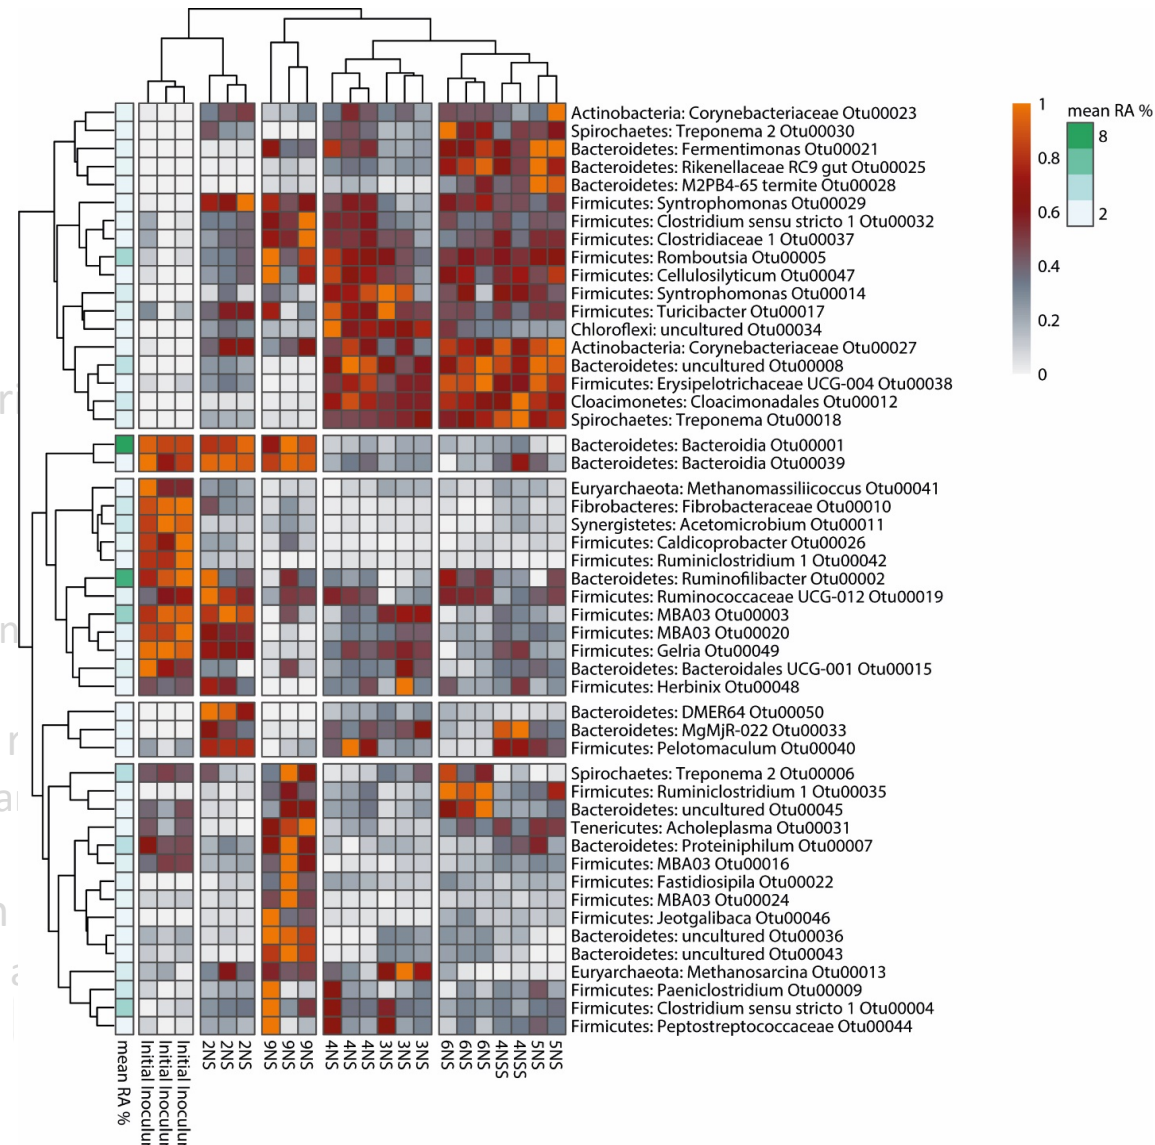 Actinobacteria: Corynebacteriaceae Otu00023
Spirochaetes: Treponema 2 Otu00030
Bacteroidetes: Fermentimonas Otu00021
Bacteroidetes: Rikenellaceae RC9 gut Otu00025
Bacteroidetes: M2PB4-65 termite Otu00028
Firmicutes: Syntrophomonas Otu00029
Firmicutes: Clostridium sensu stricto 1 Otu00032
Firmicutes: Clostridiaceae 1 Otu00037
Firmicutes: Romboutsia Otu00005
Firmicutes: Cellulosilyticum Otu00047
Firmicutes: Syntrophomonas Otu00014
Firmicutes: Turicibacter Otu00017
Chloroflexi: uncultured Otu00034
Actinobacteria: Corynebacteriaceae Otu00027
Bacteroidetes: uncultured Otu00008
Firmicutes: Erysipelotrichaceae UCG-004 Otu00038
Cloacimonetes: Cloacimonadales Otu00012
Spirochaetes: Treponema Otu00018
Bacteroidetes: Bacteroidia Otu00001
Bacteroidetes: Bacteroidia Otu00039
Euryarchaeota: Methanomassiliicoccus Otu00041
Fibrobacteres: Fibrobacteraceae Otu00010
Synergistetes: Acetomicrobium Otu00011
Firmicutes: Caldicoprobacter Otu00026
Firmicutes: Ruminiclostridium 1 Otu00042
Bacteroidetes: Ruminofilibacter Otu00002
Firmicutes: Ruminococcaceae UCG-012 Otu00019
Firmicutes: MBA03 Otu00003
Firmicutes: MBA03 Otu00020
Firmicutes: Gelria Otu00049
Bacteroidetes: Bacteroidales UCG-001 Otu00015
Firmicutes: Herbinix Otu00048
Bacteroidetes: DMER64 Otu00050
Bacteroidetes: MgMjR-022 Otu00033
Firmicutes: Pelotomaculum Otu00040
Spirochaetes: Treponema 2 Otu00006
Firmicutes: Ruminiclostridium 1 Otu00035
Bacteroidetes: uncultured Otu00045
Tenericutes: Acholeplasma Otu00031
Bacteroidetes: Proteiniphilum Otu00007
Firmicutes: MBA03 Otu00016
Firmicutes: Fastidiosipila Otu00022
Firmicutes: MBA03 Otu00024
Firmicutes: Jeotgalibaca Otu00046
Bacteroidetes: uncultured Otu00036
Bacteroidetes: uncultured Otu00043
Euryarchaeota: Methanosarcina Otu00013
Firmicutes: Paeniclostridium Otu00009
Firmicutes: Clostridium sensu stricto 1 Otu00004
Firmicutes: Peptostreptococcaceae Otu00044
mean RA %
Initial Inoculu
Initial Inoculu
Initial Inoculu
2NS
2NS
2NS
9NS
9NS
9NS
4NS
4NS
4NS
3NS
3NS
3NS
6NS
6NS
6NS
4NSS
4NSS
5NS
5NS
1
0.8
0.6
0.4
0.2
0
mean RA %
8
2